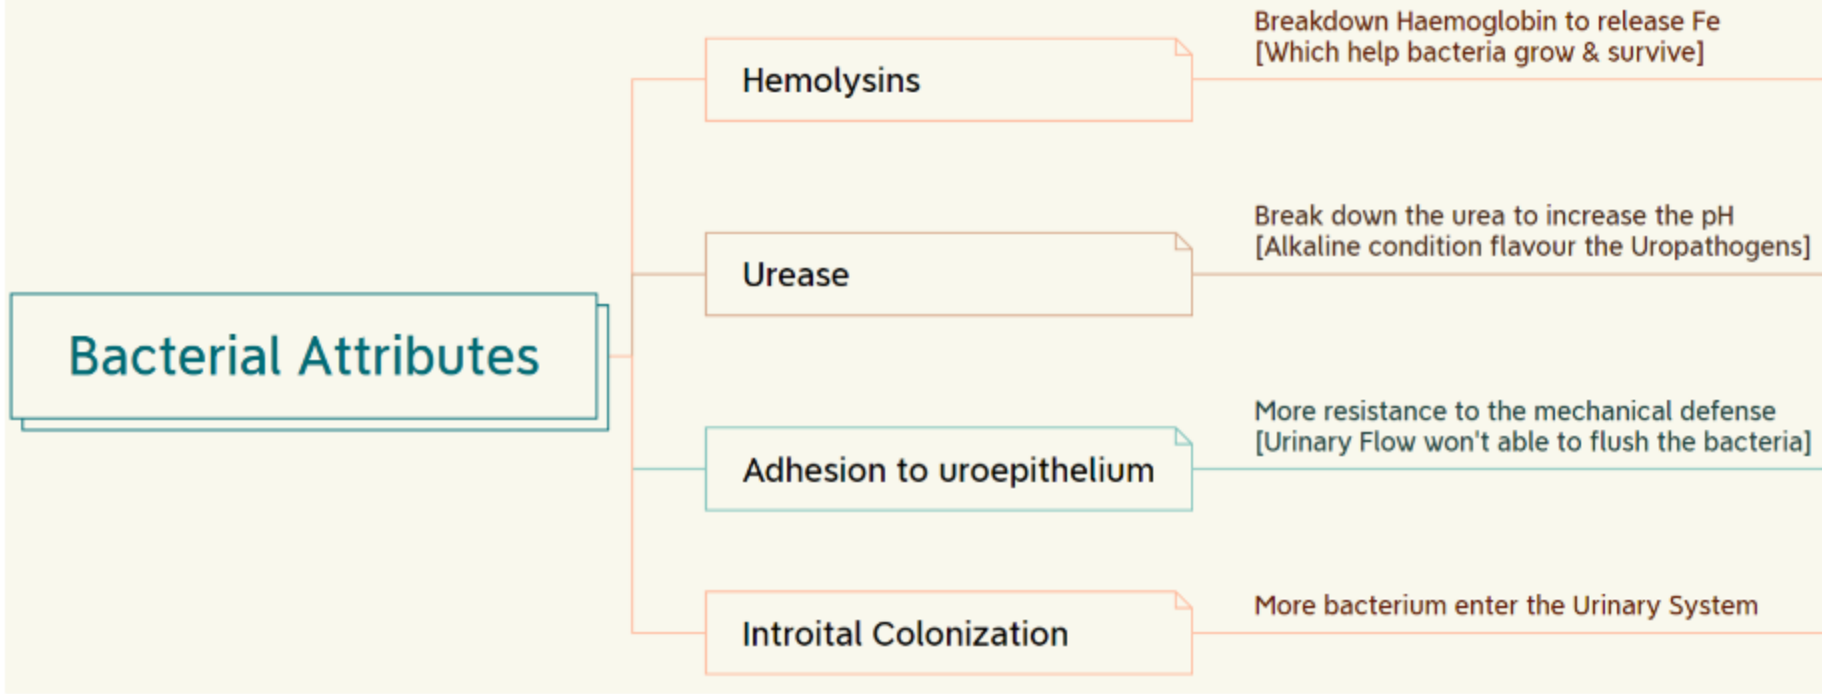 Bacterial Attributes
Hemolysins
Breakdown Haemoglobin to release Fe
[Which help bacteria grow & survive]
Urease
Break down the urea to increase the pH
[Alkaline condition flavour the Uropathogens]
Adhesion to uroepithelium
More resistance to the mechanical defense
[Urinary Flow won't able to flush the bacteria]
Introital Colonization
More bacterium enter the Urinary System